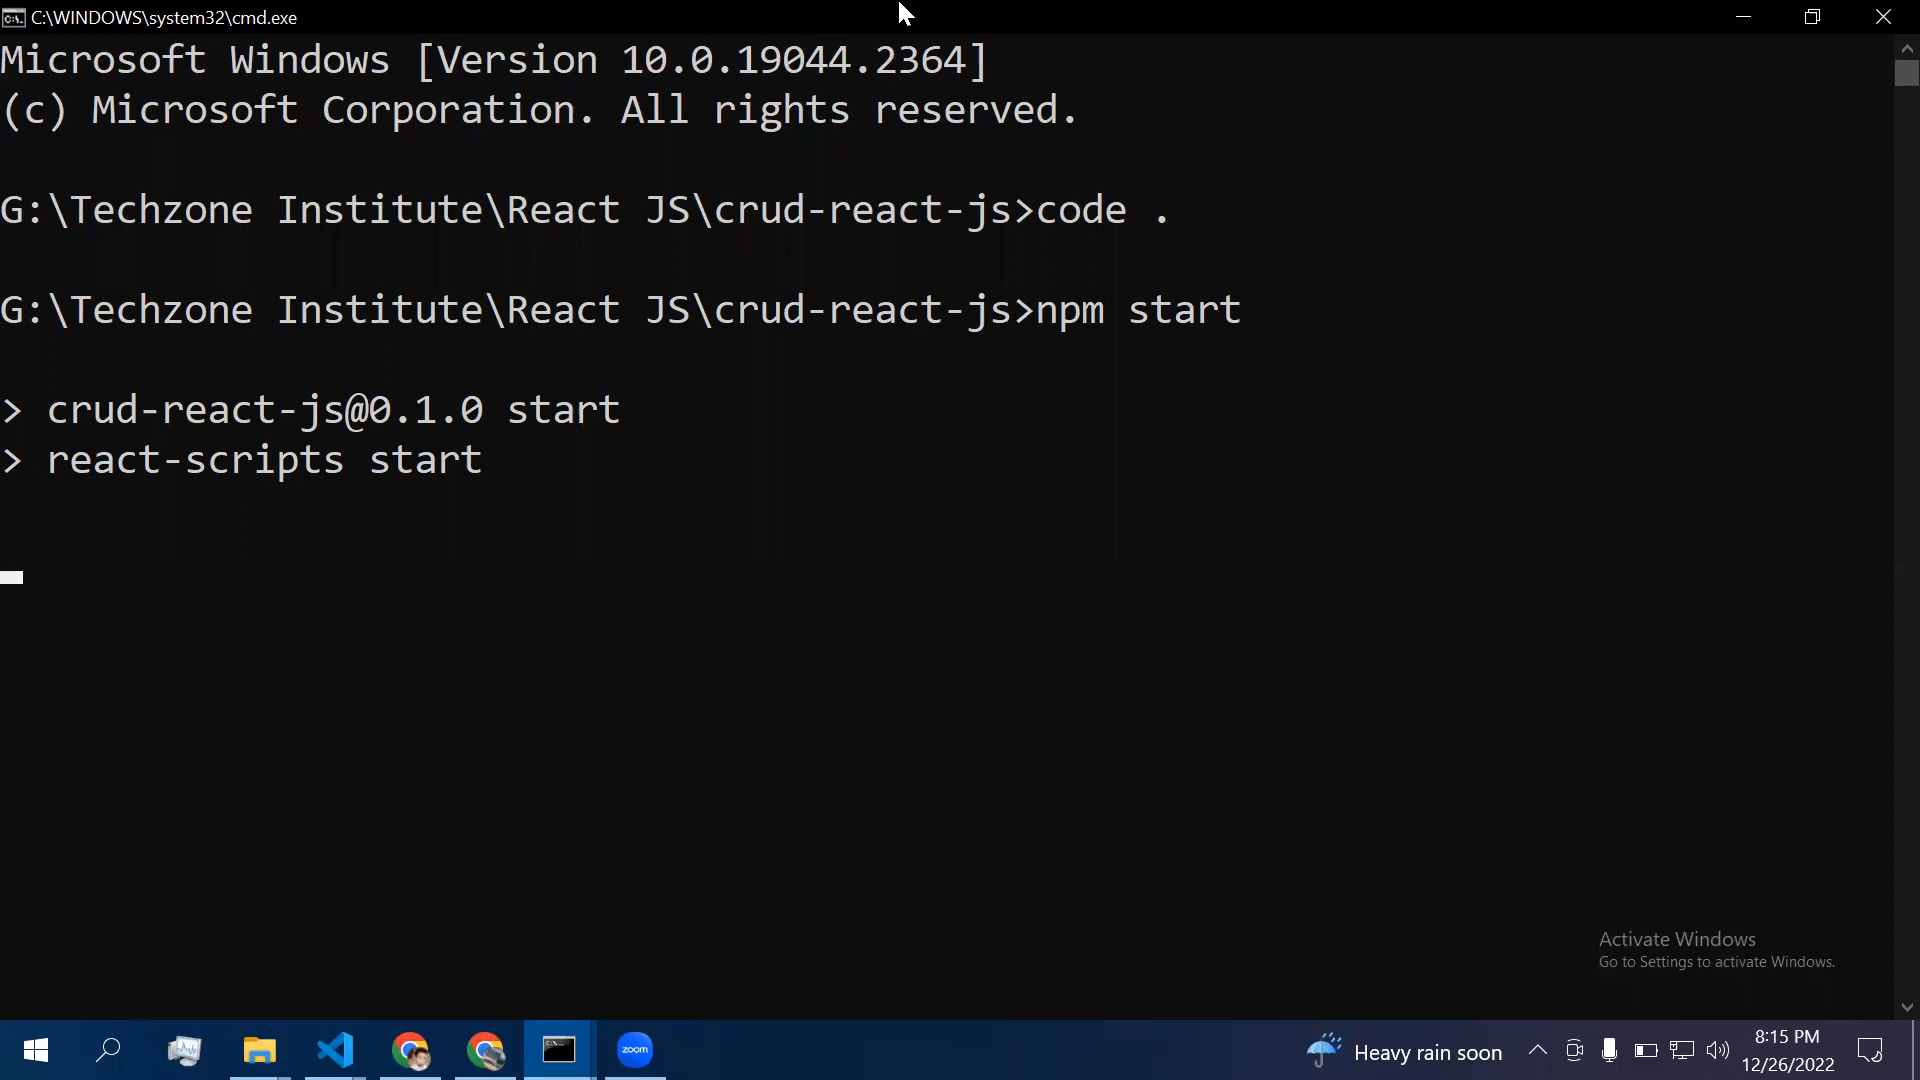 C:\WINDOWS\system32\cmd.exe
Microsoft Windows [Version 10.0.19044.2364]
(c) Microsoft Corporation. All rights reserved.
G:\Techzone Institute\React JS\crud-react-js>code .
G:\Techzone Institute\React JS\crud-react-js>npm start
> crud-react-js@0.1.0 start
> react-scripts start
Activate Windows
Go to Settings to activate Windows.
zoom
Heavy rain soon
8:15 PM
12/26/2022